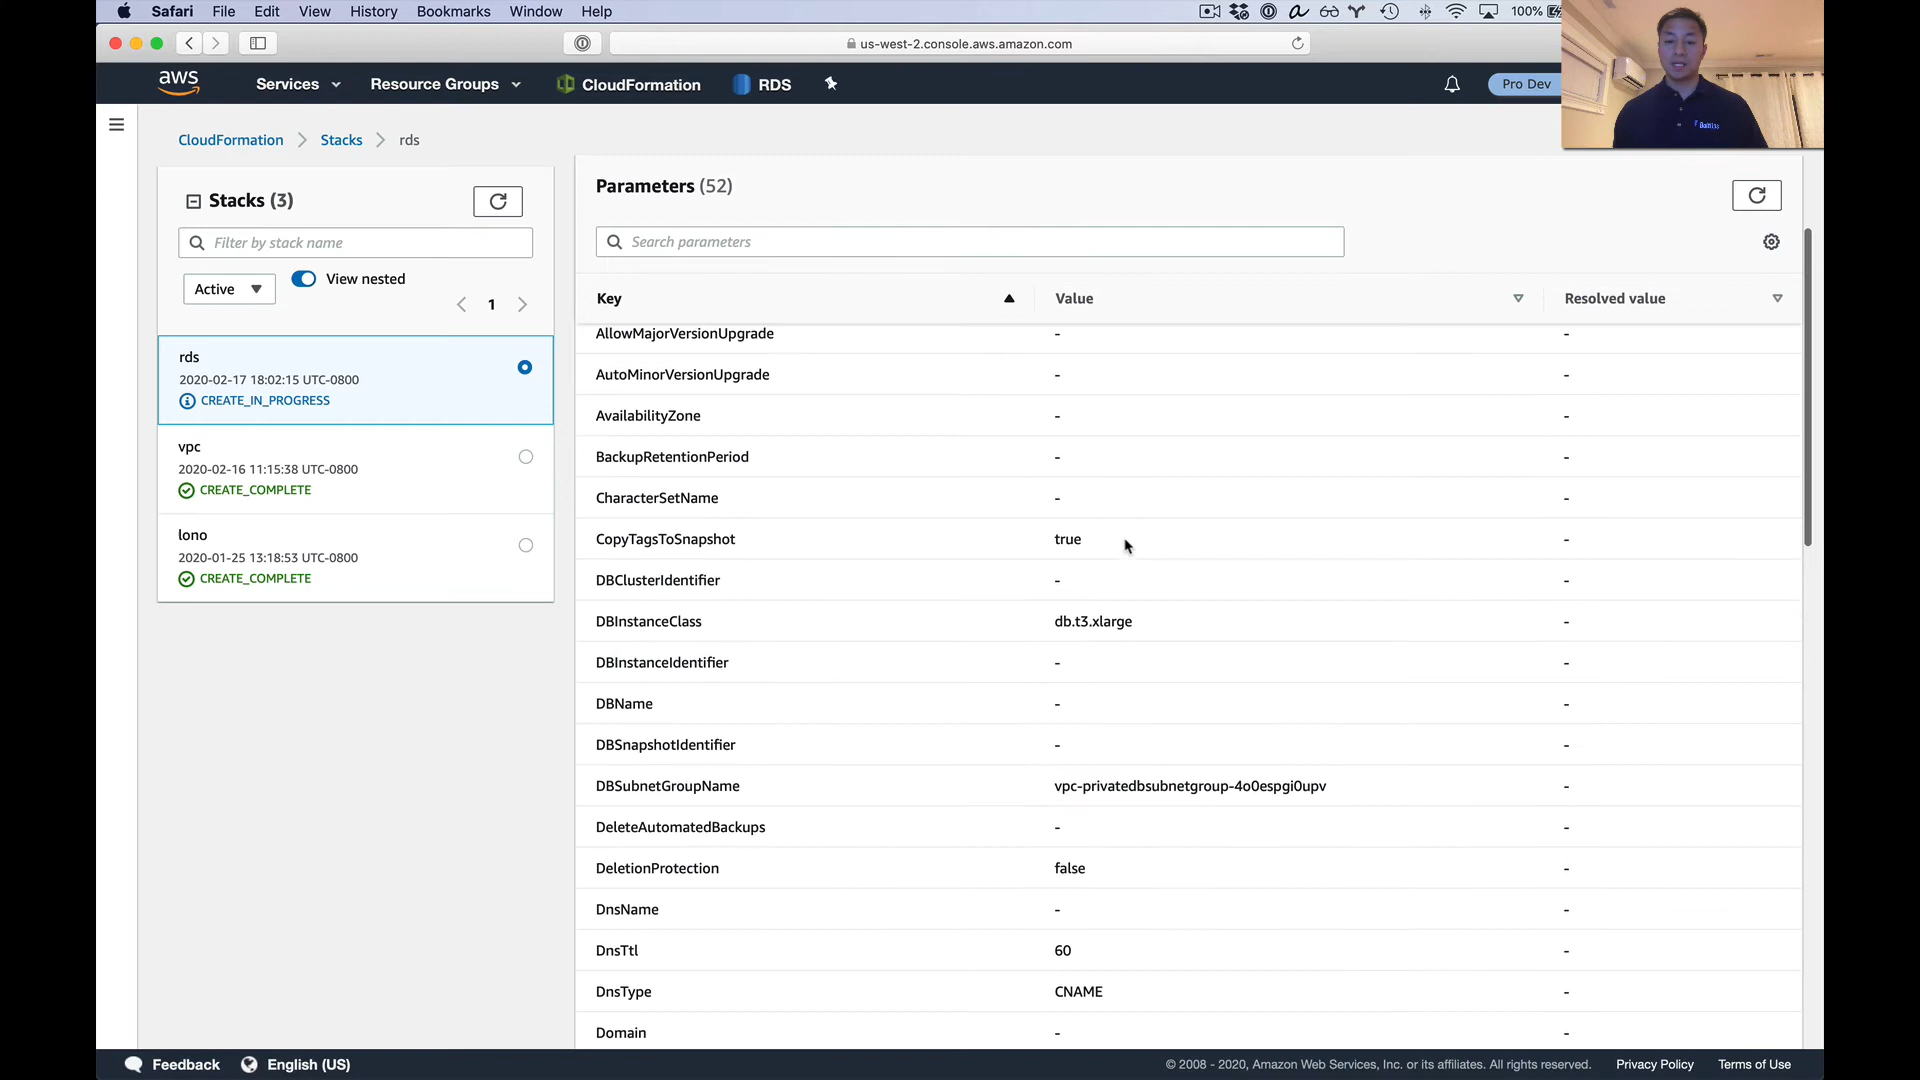 Safari File Edit View History Bookmarks Window Help 100%
us-west-2.console.aws.amazon.com
aws Services Resource Groups CloudFormation RDS Pro Dev
CloudFormation Stacks rds
Stacks (3)
Filter by stack name
Active View nested
1
rds
2020-02-17 18:02:15 UTC-0800
CREATE_IN_PROGRESS
vpc
2020-02-16 11:15:38 UTC-0800
CREATE_COMPLETE
lono
2020-01-25 13:18:53 UTC-0800
CREATE_COMPLETE
Parameters (52)
Search parameters
Key Value Resolved value
AllowMajorVersionUpgrade - -
AutoMinorVersionUpgrade - -
AvailabilityZone - -
BackupRetentionPeriod - -
CharacterSetName - -
CopyTagsToSnapshot true -
DBClusterIdentifier - -
DBInstanceClass db.t3.xlarge -
DBInstanceIdentifier - -
DBName - -
DBSnapshotIdentifier - -
DBSubnetGroupName vpc-privatedbsubnetgroup-4o0espgi0upv -
DeleteAutomatedBackups - -
DeletionProtection false -
DnsName - -
DnsTtl 60 -
DnsType CNAME -
Domain - -
Feedback English (US) © 2008 - 2020, Amazon Web Services, Inc. or its affiliates. All rights reserved. Privacy Policy Terms of Use